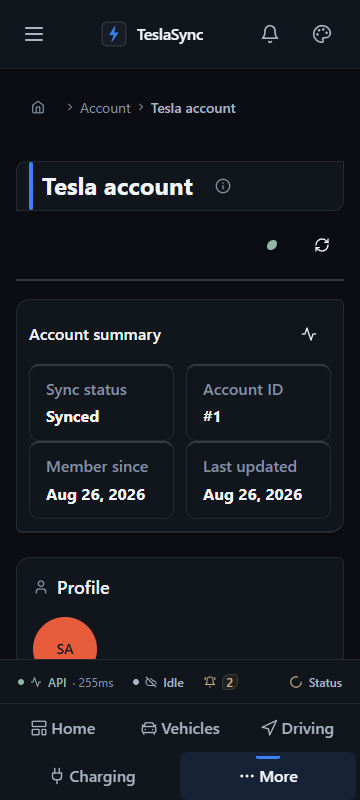 TeslaSync
Account
Tesla account
Tesla account
Account summary
Sync status
Synced
Account ID
#1
Member since
Aug 26, 2026
Last updated
Aug 26, 2026
Profile
SA
API · 255ms
Idle
2
Status
Home
Vehicles
Driving
Charging
More